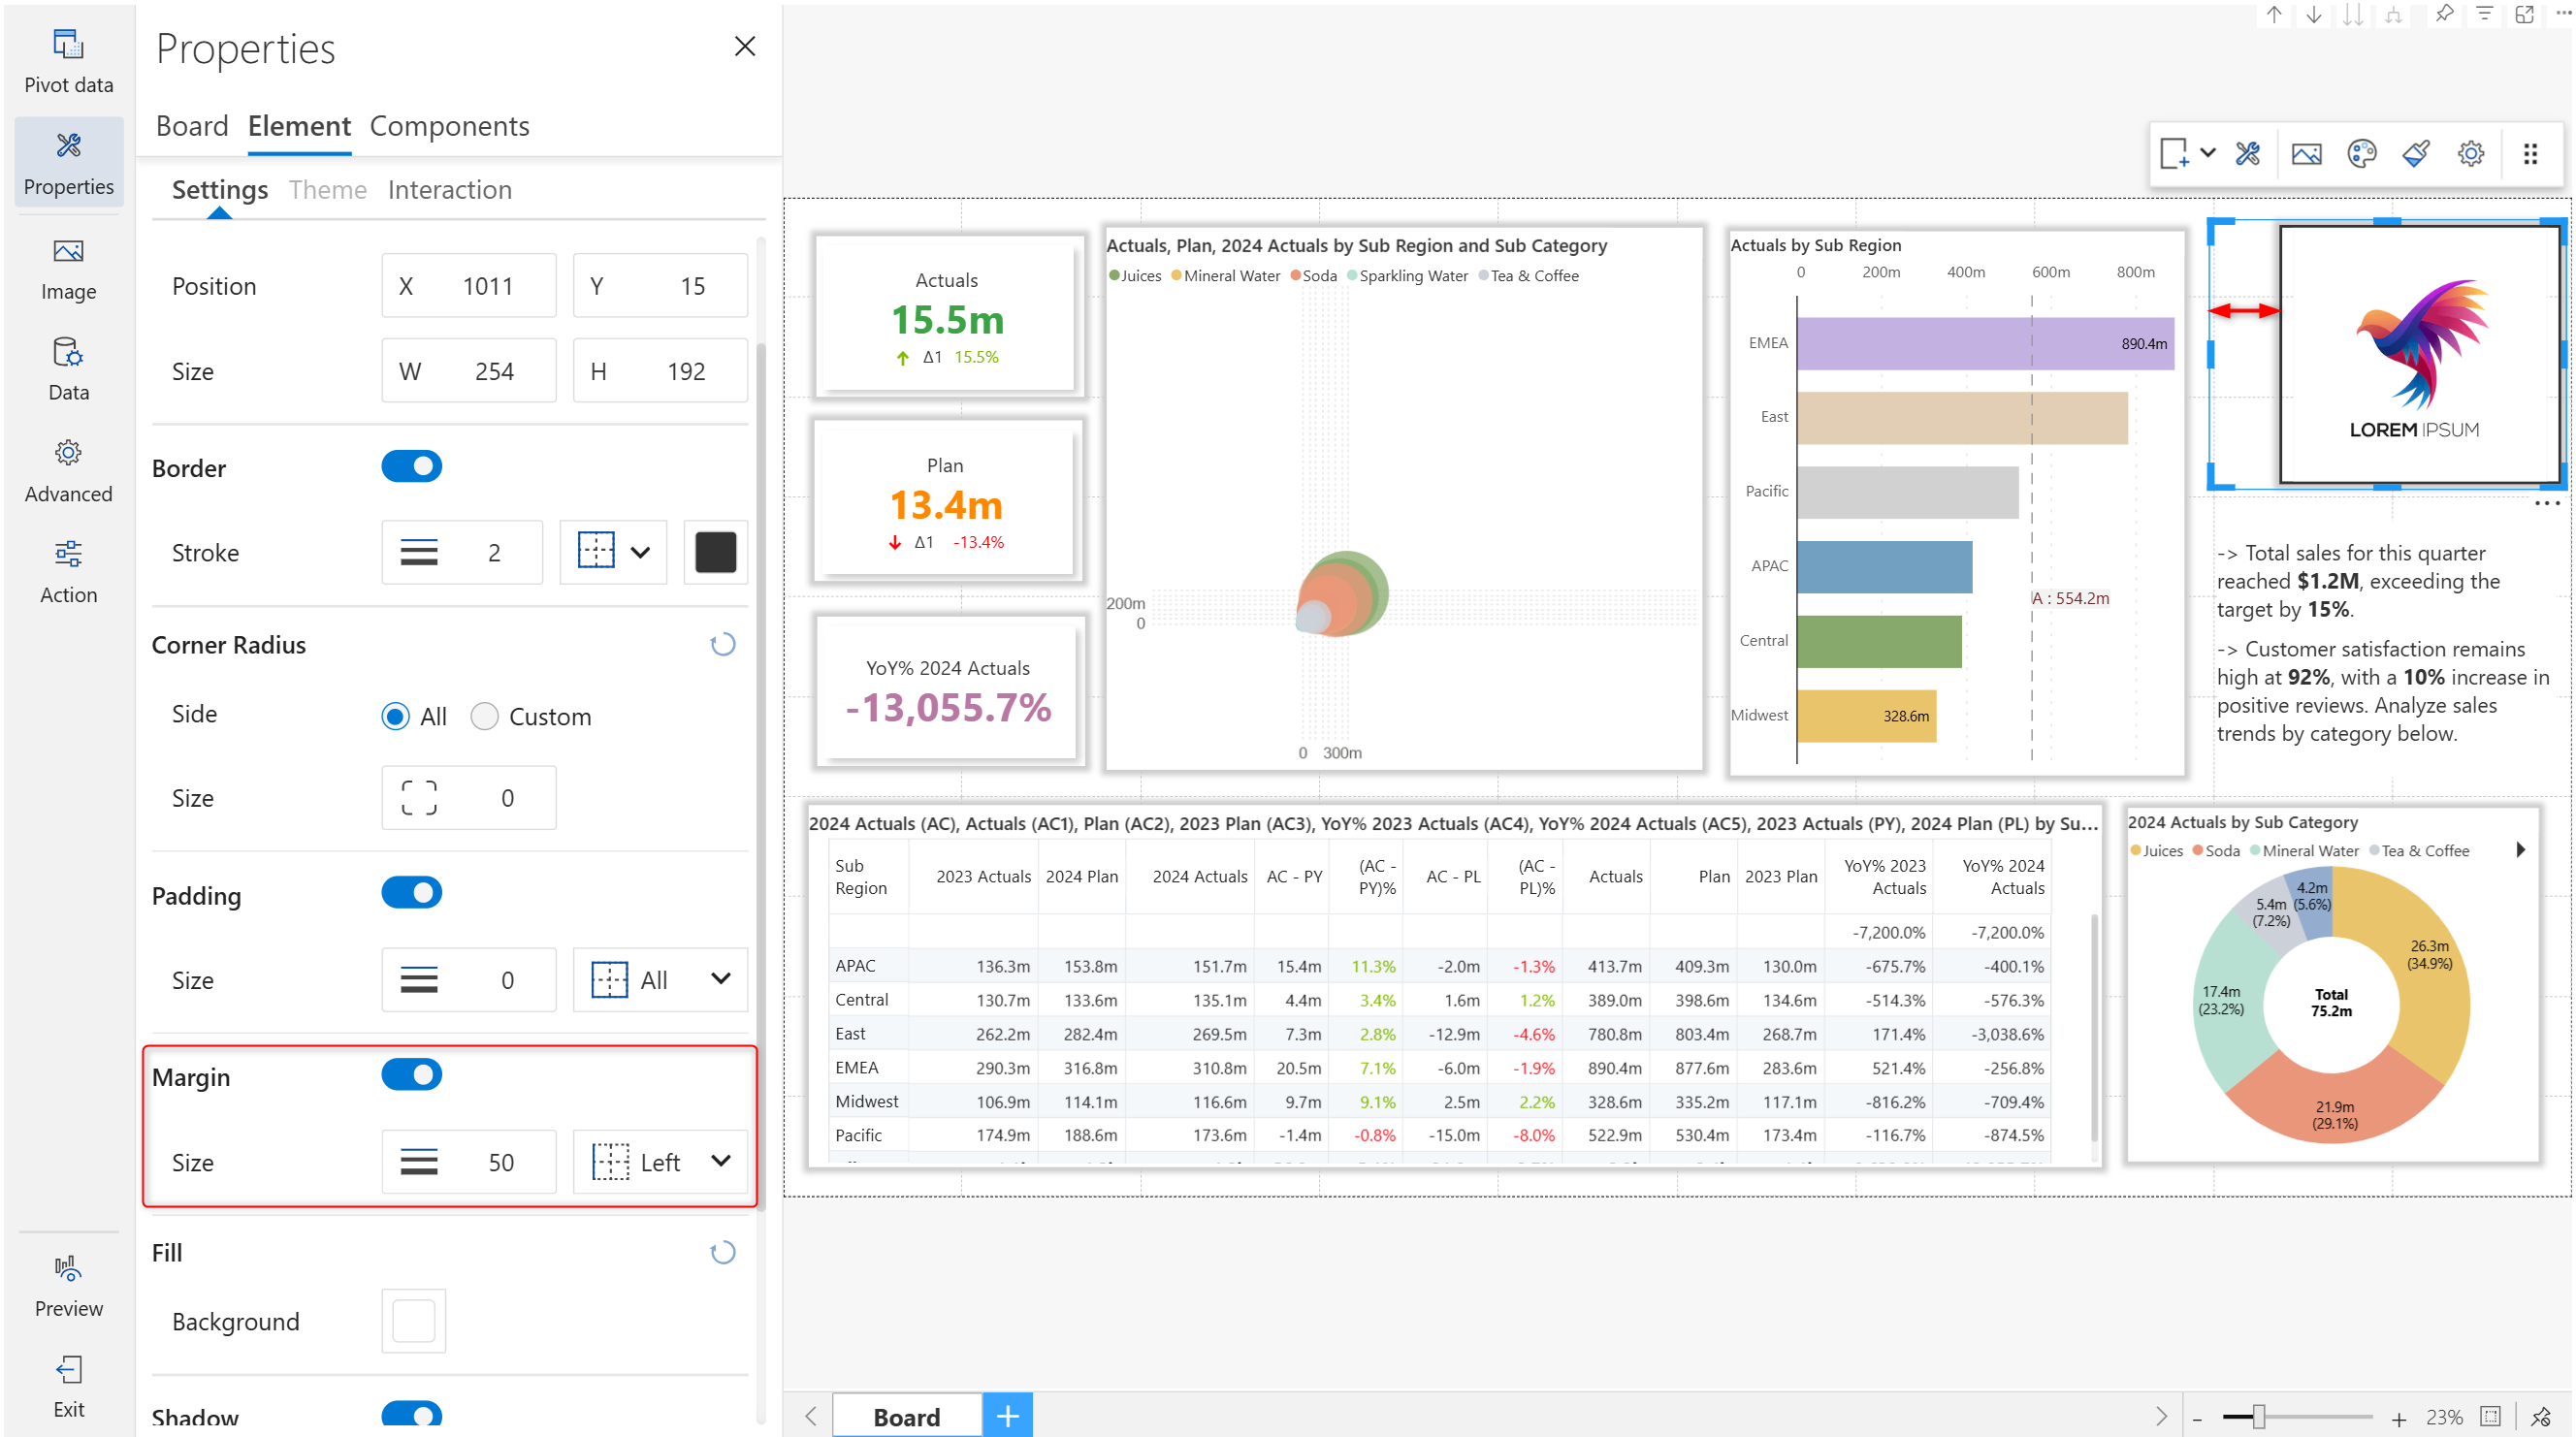 Pivot data
Properties
Image
Data
Advanced
Action
Preview
Exit
Properties
Board Element Components
Settings Theme Interaction
Position X 1011 Y 15
Size W 254 H 192
Border
Stroke 2
Corner Radius
Side All Custom
Size 0
Padding
Size 0 All
Margin
Size 50 Left
Fill
Background
Shadow
Actuals
15.5m
Δ1 15.5%
Plan
13.4m
Δ1 -13.4%
YoY% 2024 Actuals
-13,055.7%
Actuals, Plan, 2024 Actuals by Sub Region and Sub Category
Juices Mineral Water Soda Sparkling Water Tea & Coffee
200m
0
0 300m
Actuals by Sub Region
0 200m 400m 600m 800m
EMEA 890.4m
East
Pacific
APAC
A : 554.2m
Central
Midwest 328.6m
LOREM IPSUM
-> Total sales for this quarter
reached $1.2M, exceeding the
target by 15%.
-> Customer satisfaction remains
high at 92%, with a 10% increase in
positive reviews. Analyze sales
trends by category below.
2024 Actuals (AC), Actuals (AC1), Plan (AC2), 2023 Plan (AC3), YoY% 2023 Actuals (AC4), YoY% 2024 Actuals (AC5), 2023 Actuals (PY), 2024 Plan (PL) by Su...
Sub Region 2023 Actuals 2024 Plan 2024 Actuals AC - PY (AC - PY)% AC - PL (AC - PL)% Actuals Plan 2023 Plan YoY% 2023 Actuals YoY% 2024 Actuals
-7,200.0% -7,200.0%
APAC 136.3m 153.8m 151.7m 15.4m 11.3% -2.0m -1.3% 413.7m 409.3m 130.0m -675.7% -400.1%
Central 130.7m 133.6m 135.1m 4.4m 3.4% 1.6m 1.2% 389.0m 398.6m 134.6m -514.3% -576.3%
East 262.2m 282.4m 269.5m 7.3m 2.8% -12.9m -4.6% 780.8m 803.4m 268.7m 171.4% -3,038.6%
EMEA 290.3m 316.8m 310.8m 20.5m 7.1% -6.0m -1.9% 890.4m 877.6m 283.6m 521.4% -256.8%
Midwest 106.9m 114.1m 116.6m 9.7m 9.1% 2.5m 2.2% 328.6m 335.2m 117.1m -816.2% -709.4%
Pacific 174.9m 188.6m 173.6m -1.4m -0.8% -15.0m -8.0% 522.9m 530.4m 173.4m -116.7% -874.5%
2024 Actuals by Sub Category
Juices Soda Mineral Water Tea & Coffee
4.2m
(5.6%)
5.4m
(7.2%)
26.3m
(34.9%)
17.4m
(23.2%)
Total
75.2m
21.9m
(29.1%)
Board
23%